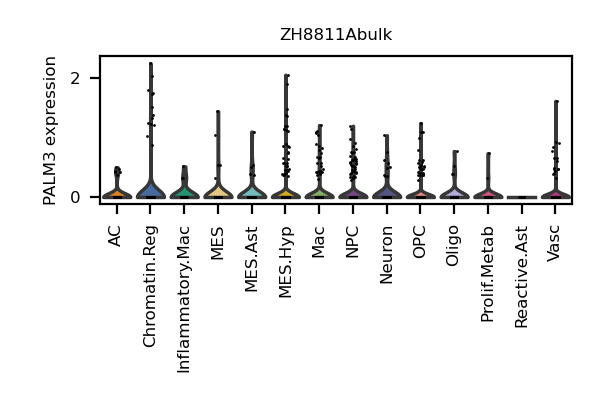 ZH8811Abulk
PALM3 expression
2
0
AC
Chromatin.Reg
Inflammatory.Mac
MES
MES.Ast
MES.Hyp
Mac
NPC
Neuron
OPC
Oligo
Prolif.Metab
Reactive.Ast
Vasc